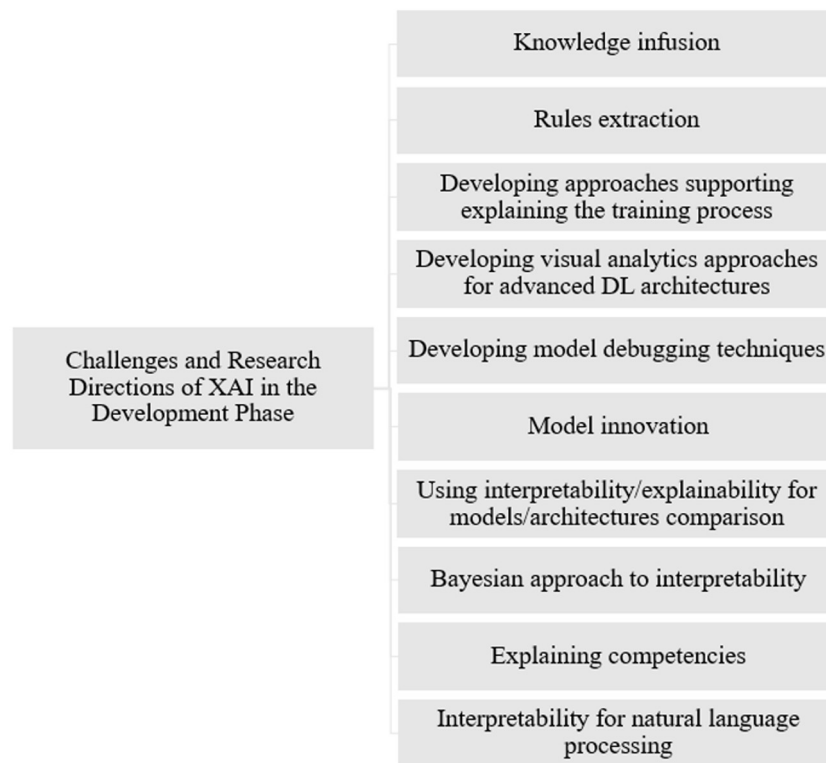 Knowledge infusion
Rules extraction
Developing approaches supporting
explaining the training process
Developing visual analytics approaches
for advanced DL architectures
Challenges and Research
Directions of XAI in the
Development Phase
Developing model debugging techniques
Model innovation
Using interpretability/explainability for
models/architectures comparison
Bayesian approach to interpretability
Explaining competencies
Interpretability for natural language
processing